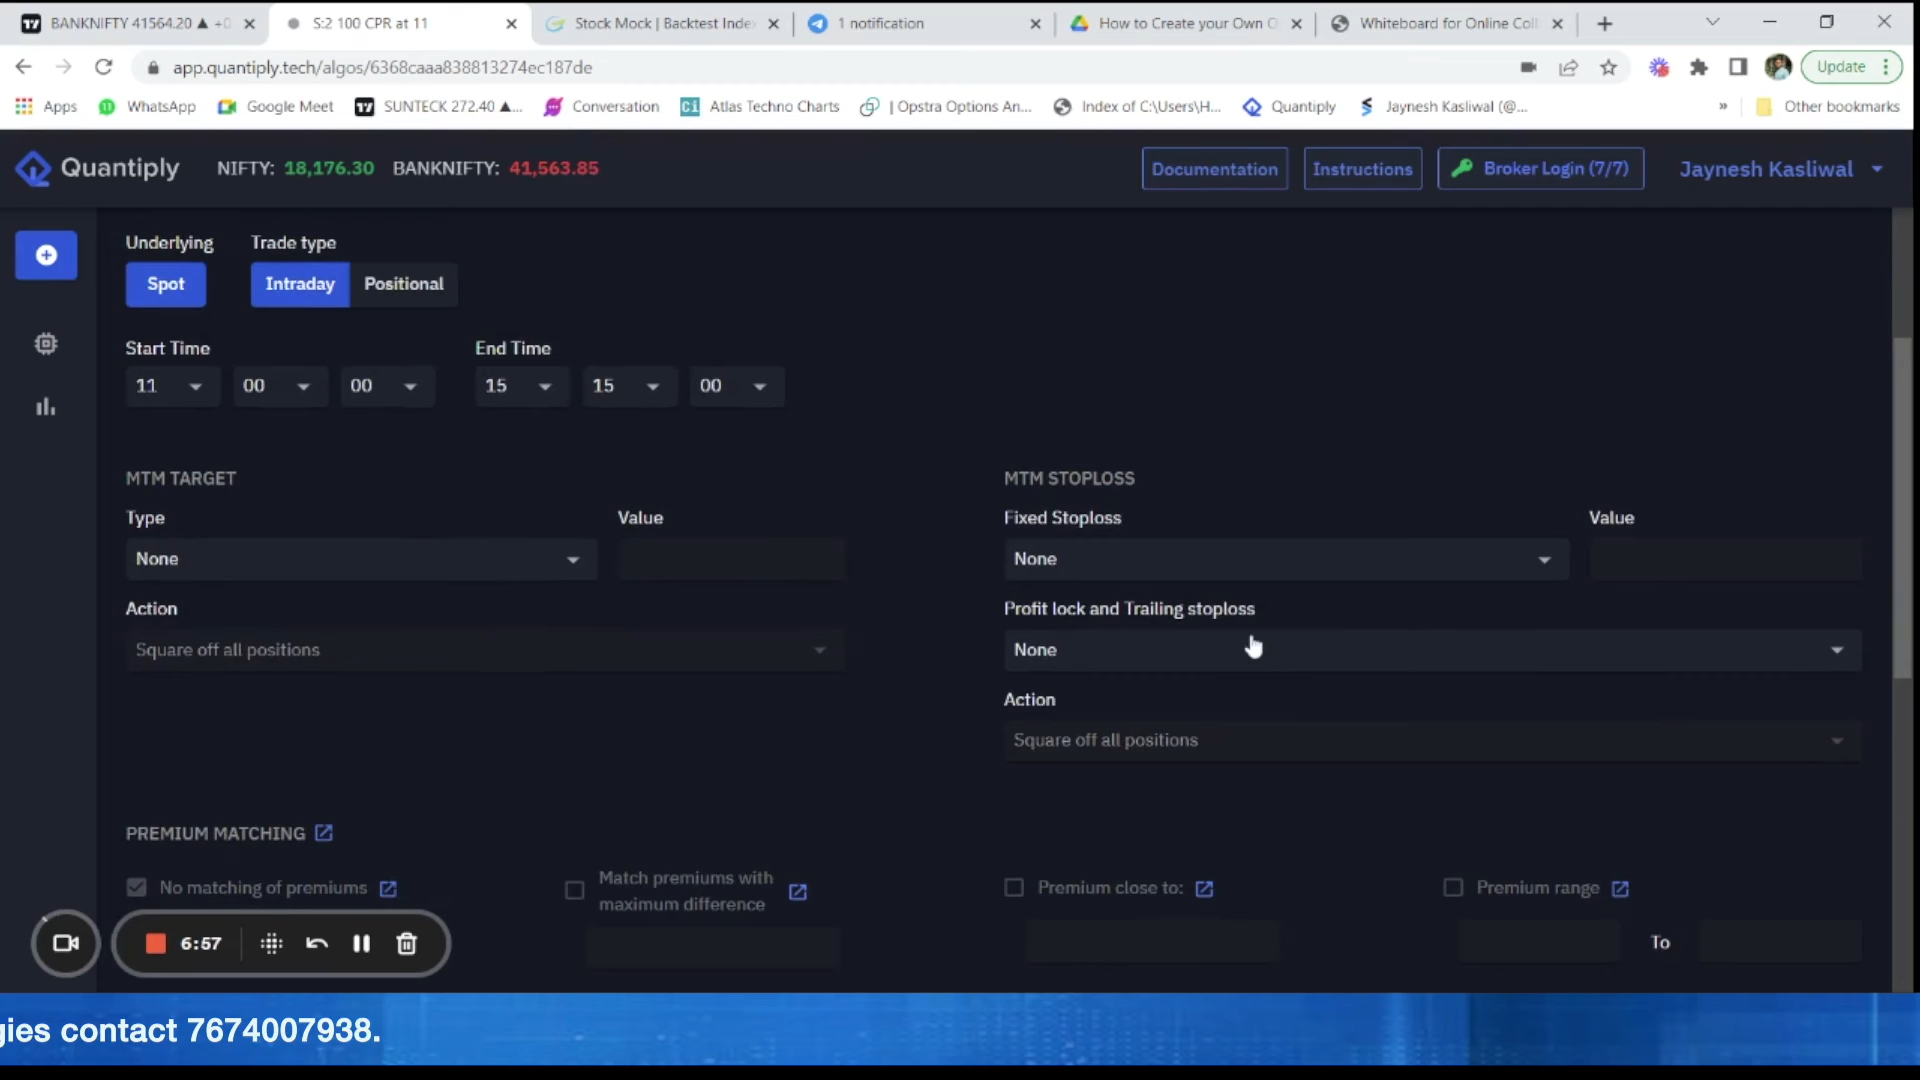 BANKNIFTY 41564.20 ▲ +0
S:2 100 CPR at 11
Stock Mock | Backtest Inde
1 notification
How to Create your Own O
Whiteboard for Online Coll
app.quantiply.tech/algos/6368caaa838813274ec187de
Update
Apps
WhatsApp
Google Meet
SUNTECK 272.40 ▲...
Conversation
Atlas Techno Charts
| Opstra Options An...
Index of C:\Users\H...
Quantiply
Jaynesh Kasliwal (@...
»
Other bookmarks
Quantiply
NIFTY: 18,176.30 BANKNIFTY: 41,563.85
Documentation
Instructions
Broker Login (7/7)
Jaynesh Kasliwal
Underlying
Trade type
Spot
Intraday
Positional
Start Time
End Time
11 00 00
15 15 00
MTM TARGET
MTM STOPLOSS
Type
Value
Fixed Stoploss
Value
None
None
Action
Profit lock and Trailing stoploss
Square off all positions
None
Action
Square off all positions
PREMIUM MATCHING
No matching of premiums
Match premiums with
maximum difference
Premium close to:
Premium range
To
6:57
gies contact 7674007938.